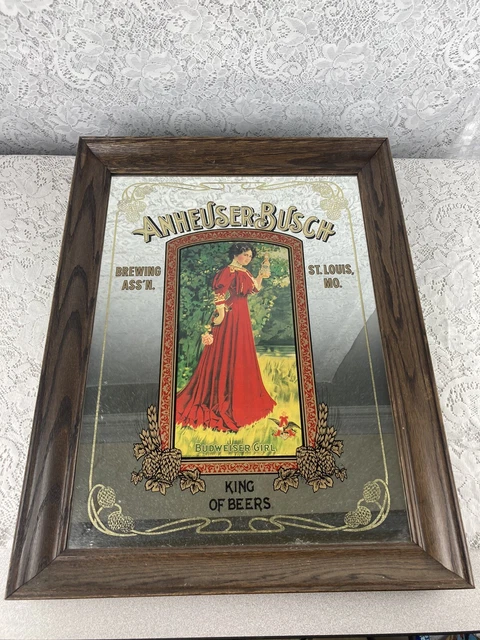 ANHEUSER-BUSCH
BREWING
ASS'N.
ST. LOUIS,
MO.
BUDWEISER GIRL
KING
OF BEERS